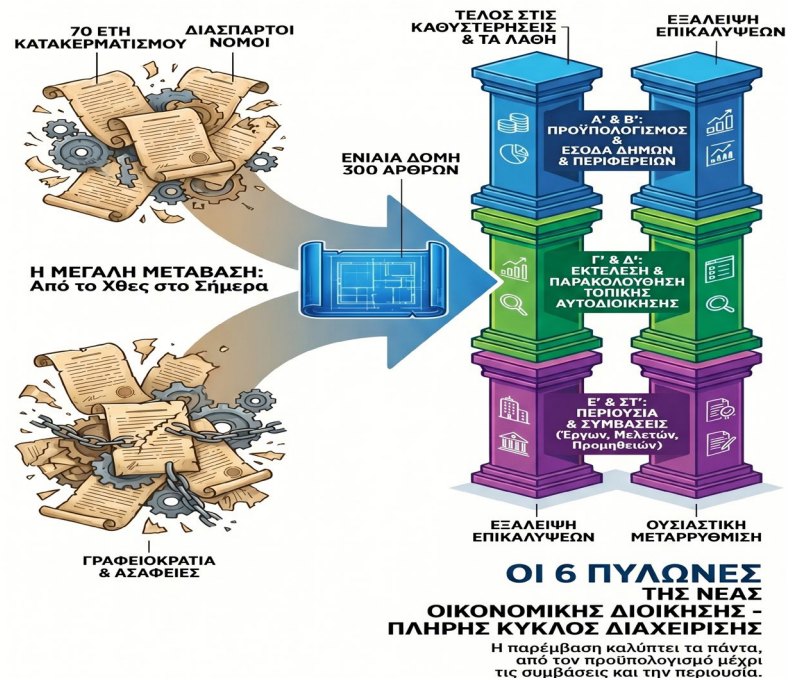 70 ΕΤΗ
ΚΑΤΑΚΕΡΜΑΤΙΣΜΟΥ
ΔΙΑΣΠΑΡΤΟΙ
ΝΟΜΟΙ
ΕΝΙΑΙΑ ΔΟΜΗ
300 ΑΡΘΡΩΝ
Η ΜΕΓΑΛΗ ΜΕΤΑΒΑΣΗ:
Από το Χθες στο Σήμερα
ΓΡΑΦΕΙΟΚΡΑΤΙΑ
& ΑΣΑΦΕΙΕΣ
ΤΕΛΟΣ ΣΤΙΣ
ΚΑΘΥΣΤΕΡΗΣΕΙΣ
& ΤΑ ΛΑΘΗ
ΕΞΑΛΕΙΨΗ
ΕΠΙΚΑΛΥΨΕΩΝ
Α' & Β':
ΠΡΟΫΠΟΛΟΓΙΣΜΟΣ
&
ΕΣΟΔΑ ΔΗΜΩΝ
& ΠΕΡΙΦΕΡΕΙΩΝ
Γ' & Δ':
ΕΚΤΕΛΕΣΗ &
ΠΑΡΑΚΟΛΟΥΘΗΣΗ
ΤΟΠΙΚΗΣ
ΑΥΤΟΔΙΟΙΚΗΣΗΣ
Ε' & ΣΤ':
ΠΕΡΙΟΥΣΙΑ
& ΣΥΜΒΑΣΕΙΣ
(Έργων, Μελετών,
Προμηθειών)
ΕΞΑΛΕΙΨΗ
ΕΠΙΚΑΛΥΨΕΩΝ
ΟΥΣΙΑΣΤΙΚΗ
ΜΕΤΑΡΡΥΘΜΙΣΗ
ΟΙ 6 ΠΥΛΩΝΕΣ
ΤΗΣ ΝΕΑΣ
ΟΙΚΟΝΟΜΙΚΗΣ ΔΙΟΙΚΗΣΗΣ -
ΠΛΗΡΗΣ ΚΥΚΛΟΣ ΔΙΑΧΕΙΡΙΣΗΣ
Η παρέμβαση καλύπτει τα πάντα,
από τον προϋπολογισμό μέχρι
τις συμβάσεις και την περιουσία.